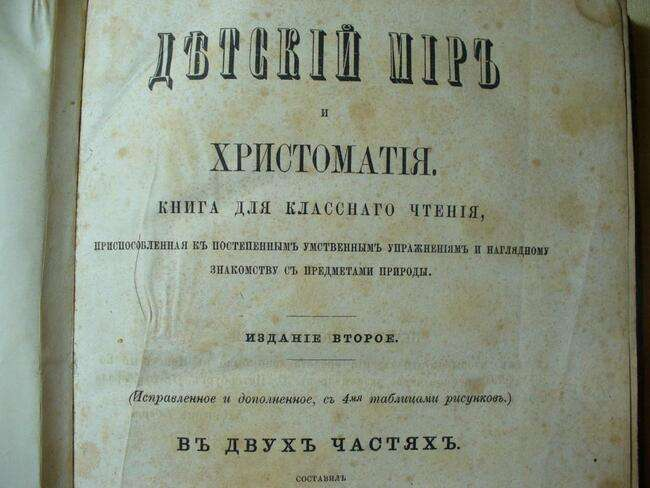 ДѢТСКІЙ МІРЪ
и
ХРИСТОМАТІЯ.
КНИГА ДЛЯ КЛАССНАГО ЧТЕНІЯ,
ПРИСПОСОБЛЕННАЯ КЪ ПОСТЕПЕННЫМЪ УМСТВЕННЫМЪ УПРАЖНЕНІЯМЪ И НАГЛЯДНОМУ
ЗНАКОМСТВУ СЪ ПРЕДМЕТАМИ ПРИРОДЫ.
ИЗДАНІЕ ВТОРОЕ.
(Исправленное и дополненное, съ 4мя таблицами рисунковъ.)
ВЪ ДВУХЪ ЧАСТЯХЪ.
СОСТАВИЛЪ